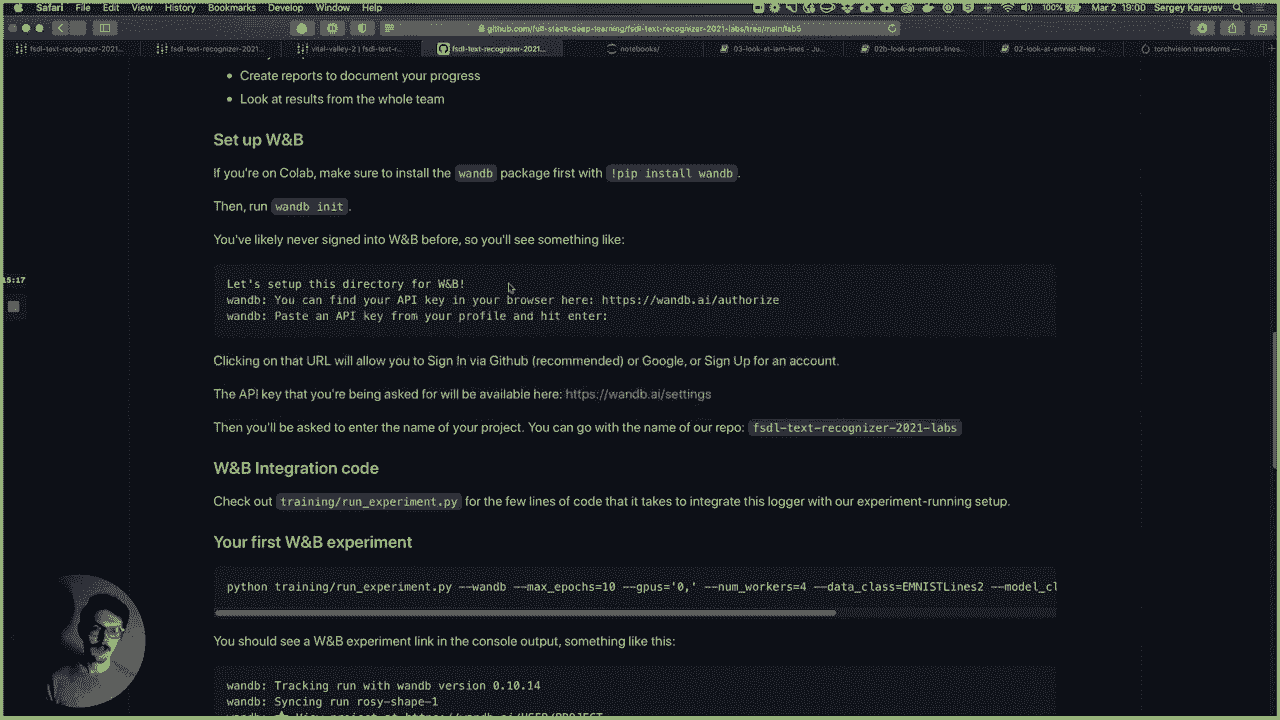 Safari File Edit View History Bookmarks Develop Window Help 100% Mar 2 19:00 Sergey Karayev
github.com/full-stack-deep-learning/fsdl-text-recognizer-2021-labs/tree/main/lab5
fsdl-text-recognizer-2021... fsdl-text-recognizer-2021... vital-valley-2 | fsdl-text-r... fsdl-text-recognizer-2021... notebooks/ 03-look-at-iam-lines - Ju... 02b-look-at-emnist-lines... 02-look-at-emnist-lines - ... torchvision.transforms —...
Create reports to document your progress
Look at results from the whole team
Set up W&B
If you're on Colab, make sure to install the wandb package first with !pip install wandb.
Then, run wandb init.
You've likely never signed into W&B before, so you'll see something like:
15:17
Let's setup this directory for W&B!
wandb: You can find your API key in your browser here: https://wandb.ai/authorize
wandb: Paste an API key from your profile and hit enter:
Clicking on that URL will allow you to Sign In via Github (recommended) or Google, or Sign Up for an account.
The API key that you're being asked for will be available here: https://wandb.ai/settings
Then you'll be asked to enter the name of your project. You can go with the name of our repo: fsdl-text-recognizer-2021-labs
W&B Integration code
Check out training/run_experiment.py for the few lines of code that it takes to integrate this logger with our experiment-running setup.
Your first W&B experiment
python training/run_experiment.py --wandb --max_epochs=10 --gpus='0,' --num_workers=4 --data_class=EMNISTLines2 --model_cl
You should see a W&B experiment link in the console output, something like this:
wandb: Tracking run with wandb version 0.10.14
wandb: Syncing run rosy-shape-1
wandb: View project at https://wandb.ai/USER/PROJECT